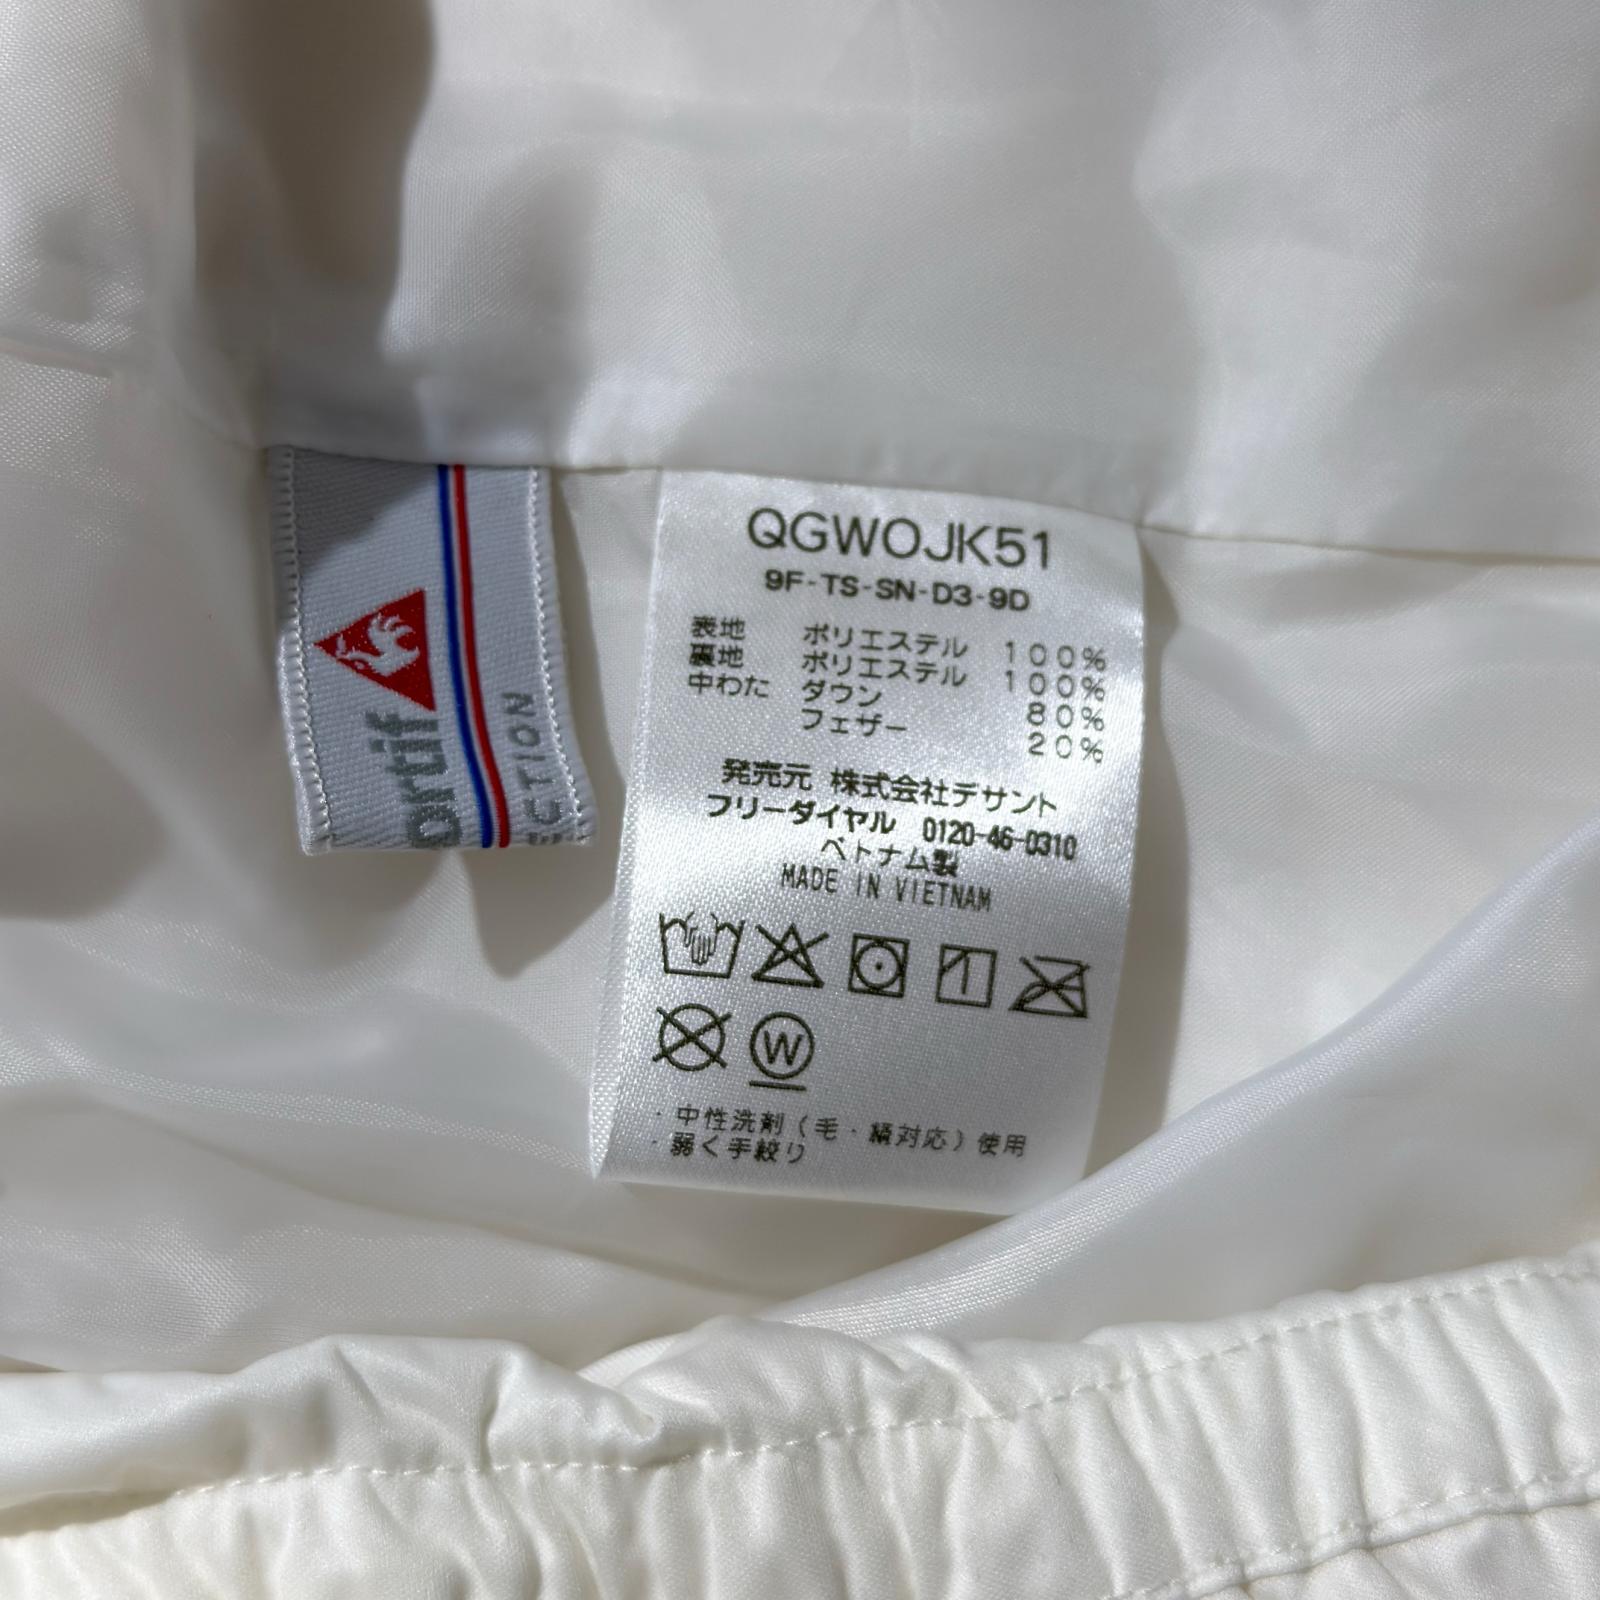 QGWOJK51
9F-TS-SN-D3-9D
表地 ポリエステル 100%
裏地 ポリエステル 100%
中わた ダウン 80%
フェザー 20%
発売元 株式会社デサント
フリーダイヤル 0120-46-0310
ベトナム製
MADE IN VIETNAM
W
・中性洗剤(毛・絹対応)使用
・弱く手絞り
ortif
CTION